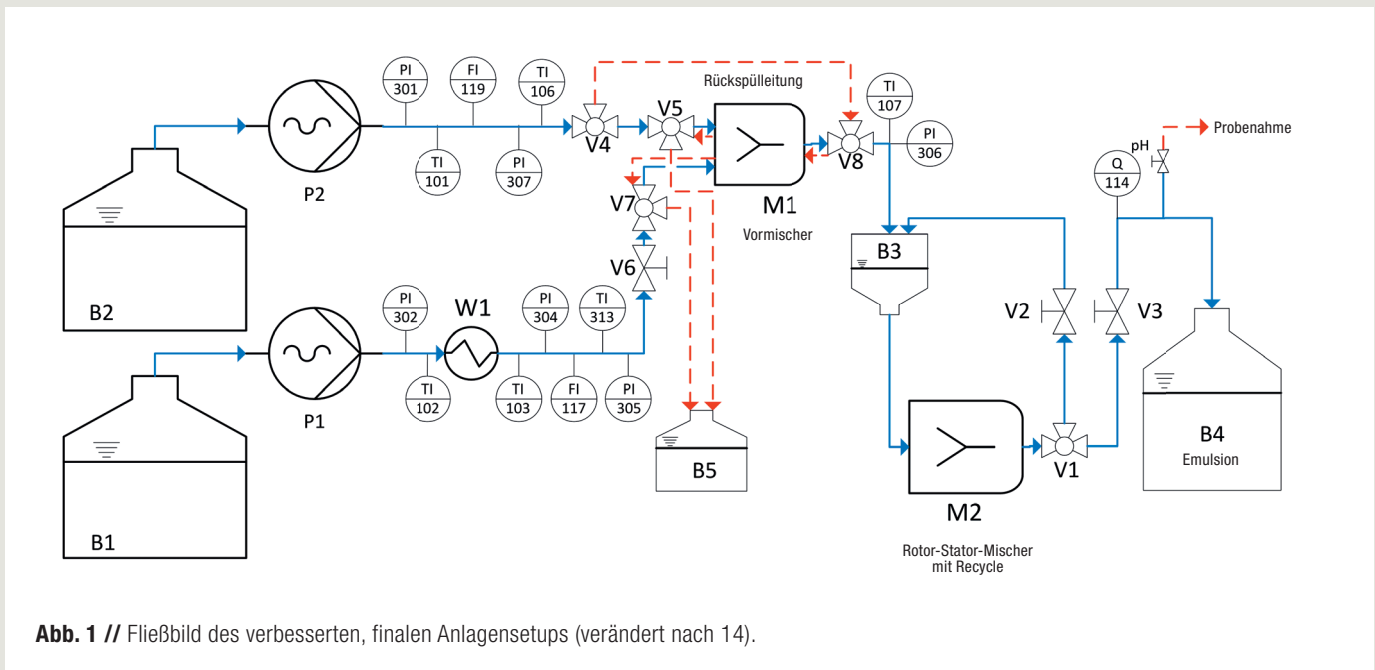 PI
301
FI
119
TI
106
TI
101
PI
307
P2
B2
V4
V5
Rückspülleitung
M1
Vormischer
V8
TI
107
PI
306
V7
V6
PI
302
W1
PI
304
TI
313
TI
102
TI
103
FI
117
PI
305
P1
B1
B5
B3
V2
V3
M2
Rotor-Stator-Mischer
mit Recycle
V1
Q
114
pH
Probenahme
B4
Emulsion
Abb. 1 // Fließbild des verbesserten, finalen Anlagensetups (verändert nach 14).